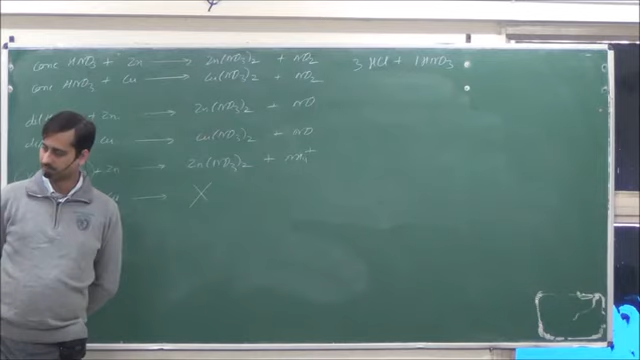 conc HNO3 + Zn ⟶ Zn(NO3)2 + NO2
conc HNO3 + Cu ⟶ Cu(NO3)2 + NO2
dil + Zn ⟶ Zn(NO3)2 + NO
Cu ⟶ Cu(NO3)2 + NO
+ Zn ⟶ Zn(NO3)2 + NH4+
⟶ X
3 HCl + 1 HNO3